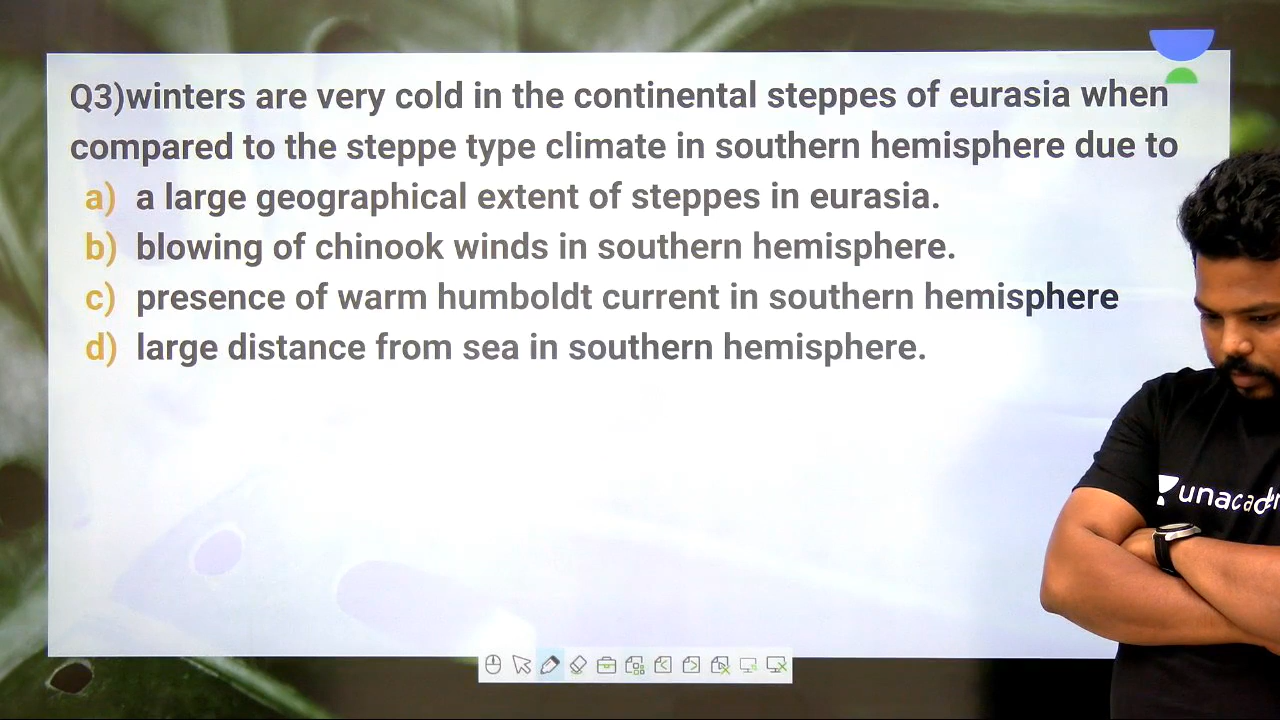 Q3)winters are very cold in the continental steppes of eurasia when
compared to the steppe type climate in southern hemisphere due to
a) a large geographical extent of steppes in eurasia.
b) blowing of chinook winds in southern hemisphere.
c) presence of warm humboldt current in southern hemisphere
d) large distance from sea in southern hemisphere.